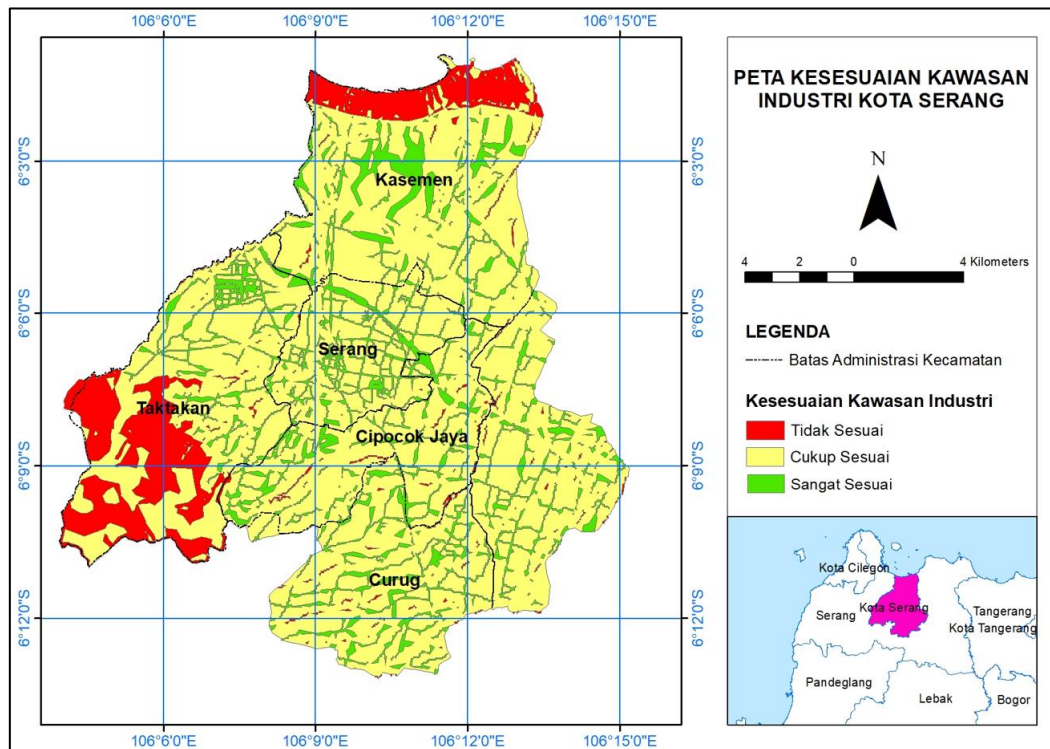 106°6'0"E 106°9'0"E 106°12'0"E 106°15'0"E
6°3'0"S
6°6'0"S
6°9'0"S
6°12'0"S
Kasemen
Serang
Taktakan
Cipocok Jaya
Curug
6°3'0"S
6°6'0"S
6°9'0"S
6°12'0"S
106°6'0"E 106°9'0"E 106°12'0"E 106°15'0"E
PETA KESESUAIAN KAWASAN
INDUSTRI KOTA SERANG
N
4 2 0 4 Kilometers
LEGENDA
Batas Administrasi Kecamatan
Kesesuaian Kawasan Industri
Tidak Sesuai
Cukup Sesuai
Sangat Sesuai
Kota Cilegon
Serang
Kota Serang
Tangerang
Kota Tangerang
Pandeglang
Lebak
Bogor